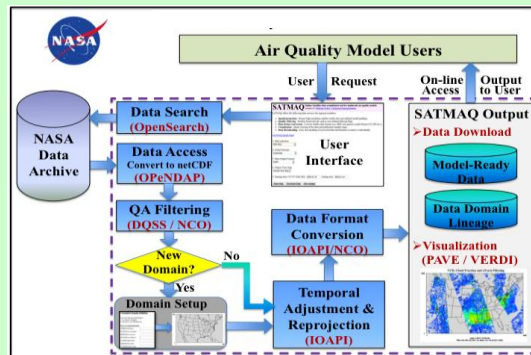 NASA
Air Quality Model Users
User Request
On-line Access
Output to User
SATMAQ
User Interface
Data Search
(OpenSearch)
NASA
Data
Archive
Data Access
Convert to netCDF
(OPeNDAP)
QA Filtering
(DQSS / NCO)
New
Domain?
No
Yes
Domain Setup
Temporal
Adjustment &
Reprojection
(IOAPI)
Data Format
Conversion
(IOAPI/NCO)
SATMAQ Output
➢Data Download
Model-Ready
Data
Data Domain
Lineage
➢Visualization
(PAVE / VERDI)